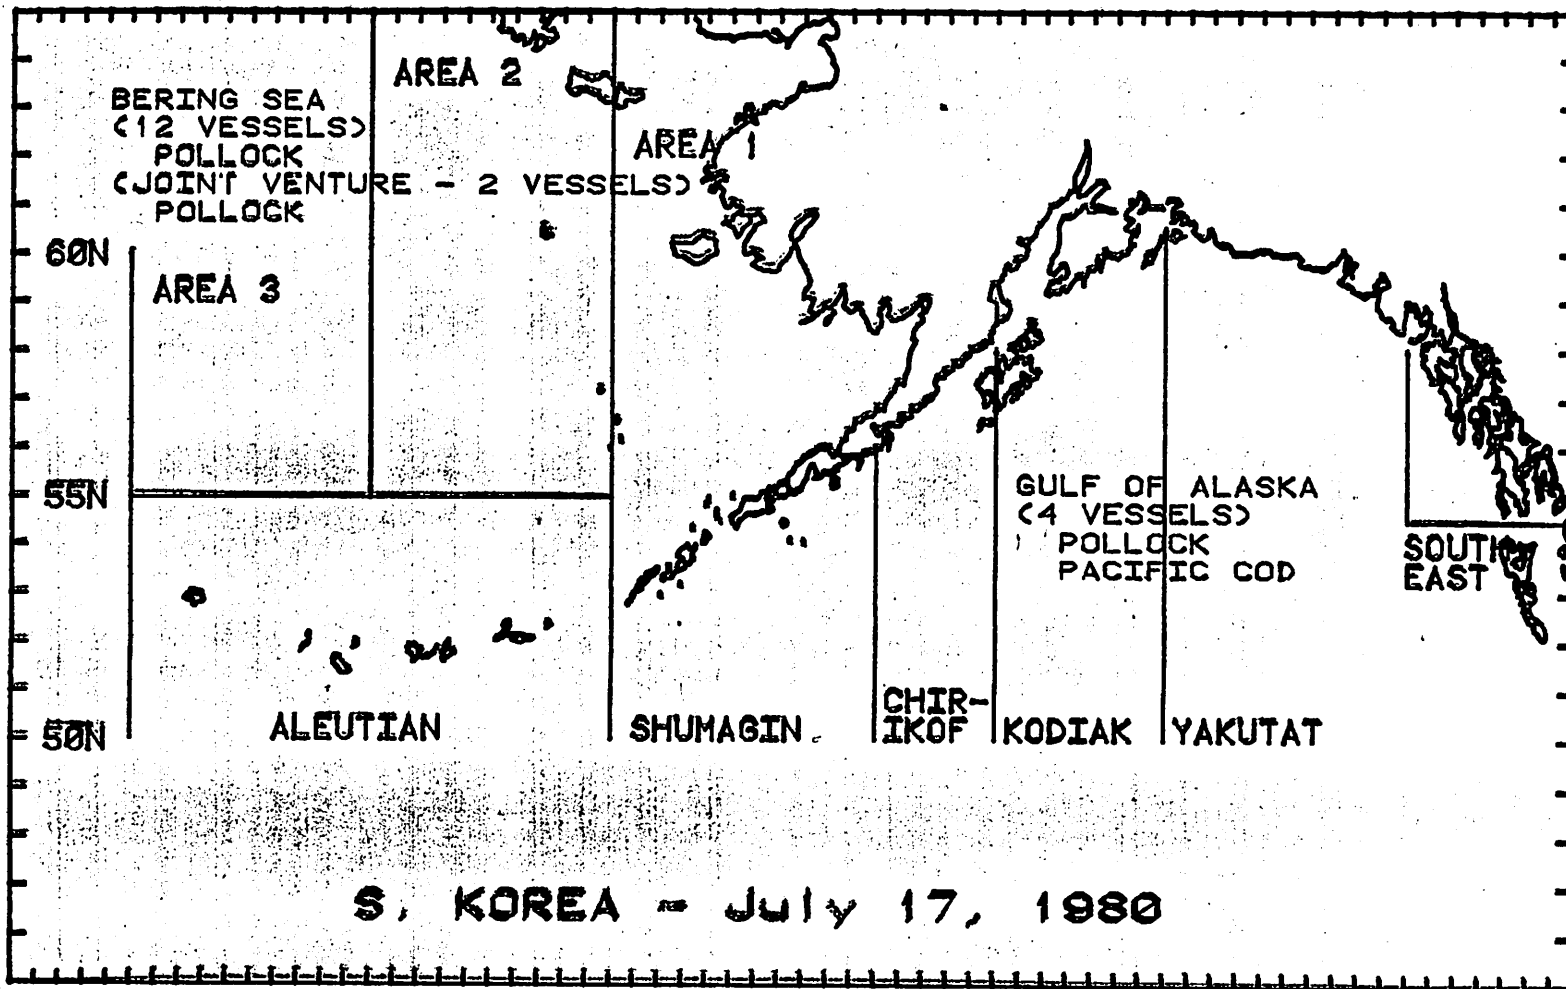 AREA 2
BERING SEA
(12 VESSELS)
POLLOCK
(JOINT VENTURE - 2 VESSELS)
POLLOCK
AREA 1
60N
AREA 3
55N
GULF OF ALASKA
(4 VESSELS)
POLLOCK
PACIFIC COD
SOUTH
EAST
50N
ALEUTIAN
SHUMAGIN
CHIR-
IKOF
KODIAK
YAKUTAT
S. KOREA - July 17, 1980